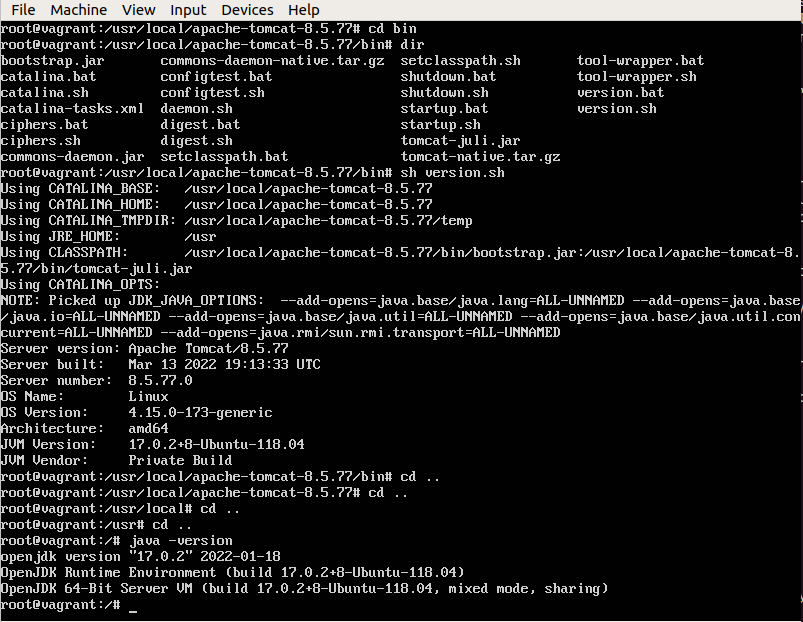 File Machine View Input Devices Help
root@vagrant:/usr/local/apache-tomcat-8.5.77# cd bin
root@vagrant:/usr/local/apache-tomcat-8.5.77/bin# dir
bootstrap.jar commons-daemon-native.tar.gz setclasspath.sh tool-wrapper.bat
catalina.bat configtest.bat shutdown.bat tool-wrapper.sh
catalina.sh configtest.sh shutdown.sh version.bat
catalina-tasks.xml daemon.sh startup.bat version.sh
ciphers.bat digest.bat startup.sh
ciphers.sh digest.sh tomcat-juli.jar
commons-daemon.jar setclasspath.bat tomcat-native.tar.gz
root@vagrant:/usr/local/apache-tomcat-8.5.77/bin# sh version.sh
Using CATALINA_BASE: /usr/local/apache-tomcat-8.5.77
Using CATALINA_HOME: /usr/local/apache-tomcat-8.5.77
Using CATALINA_TMPDIR: /usr/local/apache-tomcat-8.5.77/temp
Using JRE_HOME: /usr
Using CLASSPATH: /usr/local/apache-tomcat-8.5.77/bin/bootstrap.jar:/usr/local/apache-tomcat-8.
5.77/bin/tomcat-juli.jar
Using CATALINA_OPTS:
NOTE: Picked up JDK_JAVA_OPTIONS: --add-opens=java.base/java.lang=ALL-UNNAMED --add-opens=java.base
/java.io=ALL-UNNAMED --add-opens=java.base/java.util=ALL-UNNAMED --add-opens=java.base/java.util.con
current=ALL-UNNAMED --add-opens=java.rmi/sun.rmi.transport=ALL-UNNAMED
Server version: Apache Tomcat/8.5.77
Server built: Mar 13 2022 19:13:33 UTC
Server number: 8.5.77.0
OS Name: Linux
OS Version: 4.15.0-173-generic
Architecture: amd64
JVM Version: 17.0.2+8-Ubuntu-118.04
JVM Vendor: Private Build
root@vagrant:/usr/local/apache-tomcat-8.5.77/bin# cd ..
root@vagrant:/usr/local/apache-tomcat-8.5.77# cd ..
root@vagrant:/usr/local# cd ..
root@vagrant:/usr# cd ..
root@vagrant:/# java -version
openjdk version "17.0.2" 2022-01-18
OpenJDK Runtime Environment (build 17.0.2+8-Ubuntu-118.04)
OpenJDK 64-Bit Server VM (build 17.0.2+8-Ubuntu-118.04, mixed mode, sharing)
root@vagrant:/# _